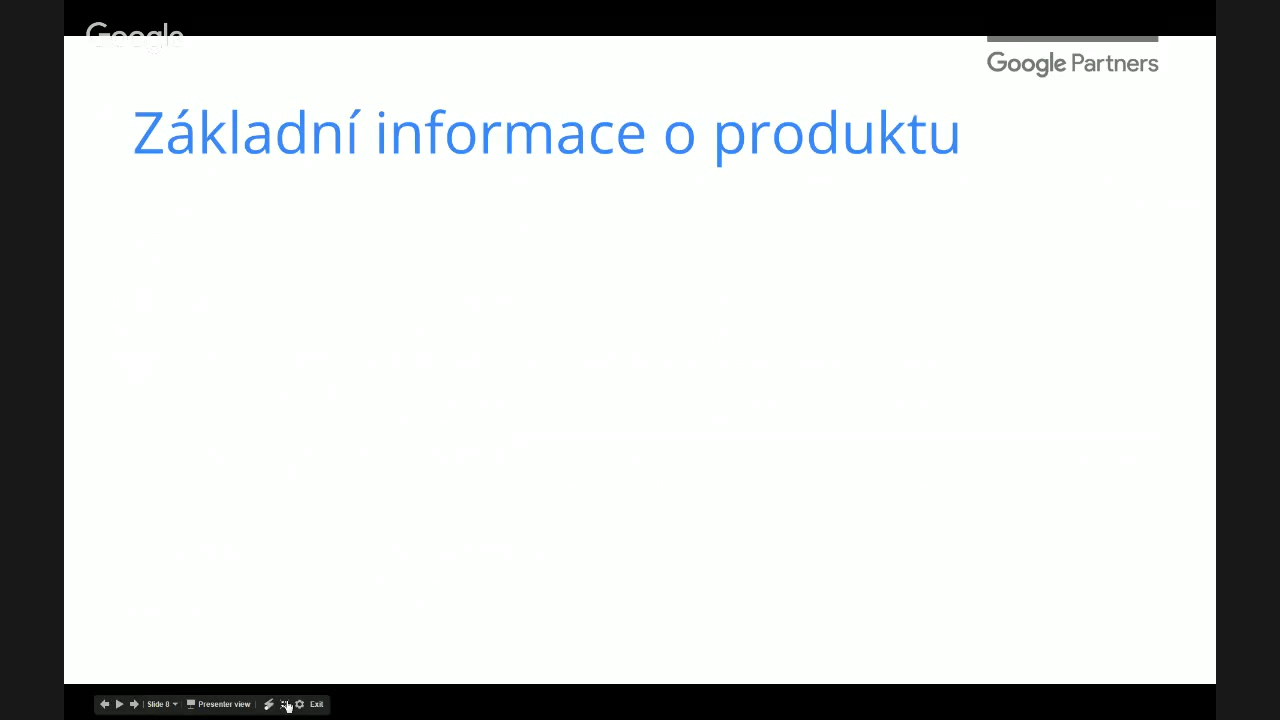 Google
Google Partners
Základní informace o produktu
Slide 8
Presenter view
Exit